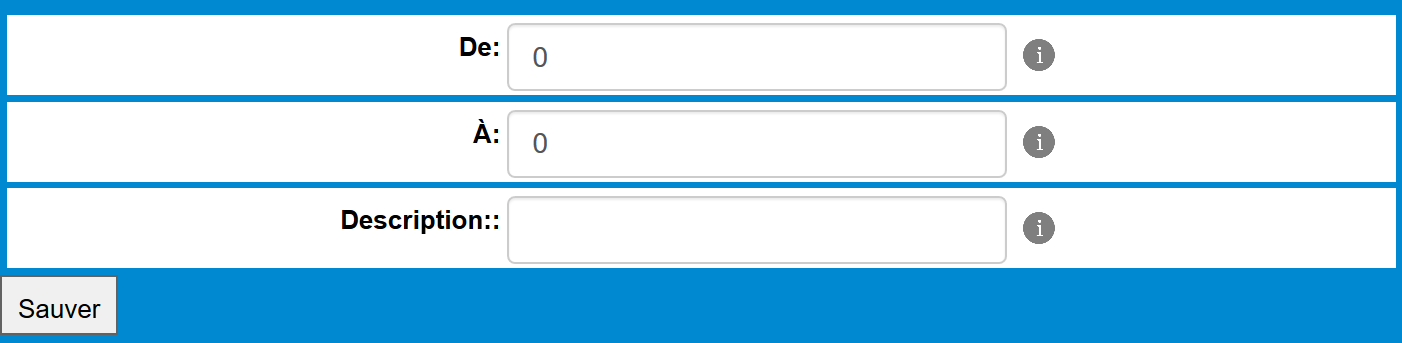 De: 0 i
À: 0 i
Description:: i
Sauver